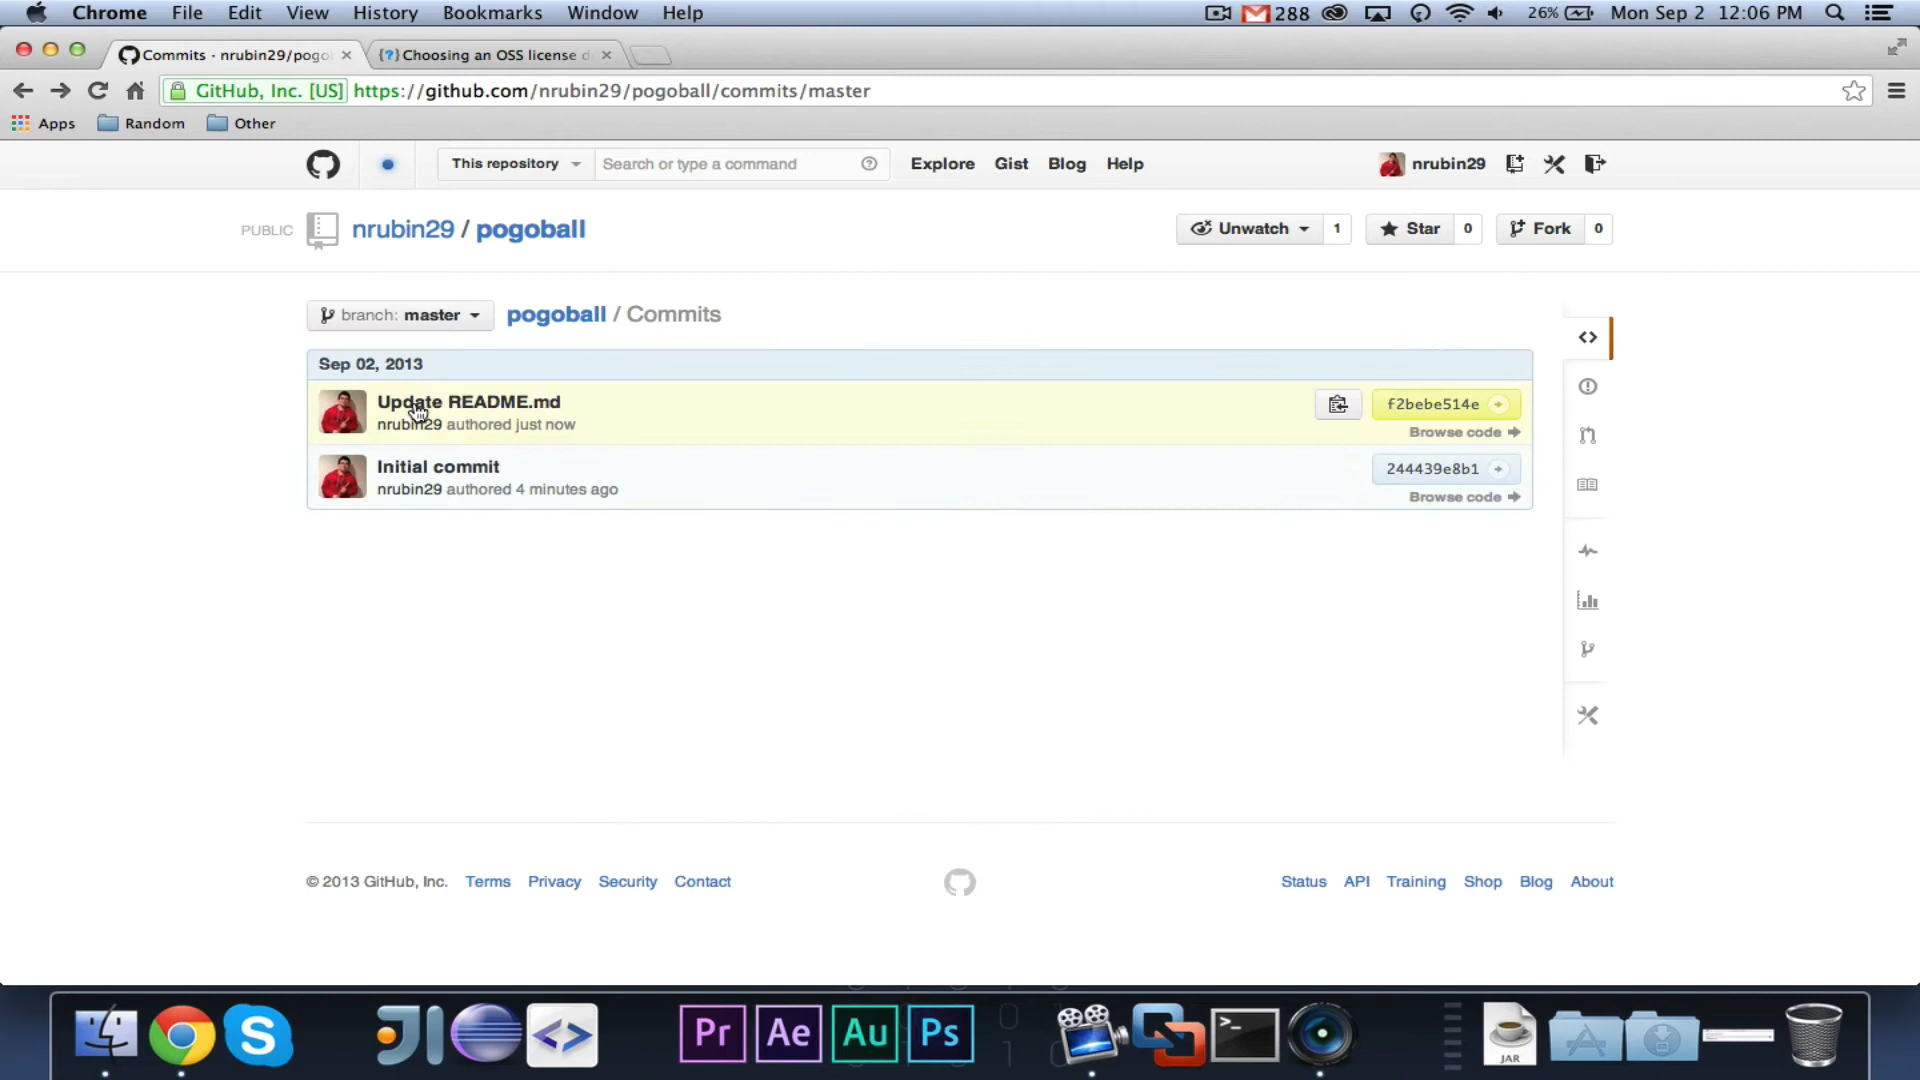 Chrome File Edit View History Bookmarks Window Help 288 26% Mon Sep 2 12:06 PM
Commits · nrubin29/pogo {?} Choosing an OSS license d
GitHub, Inc. [US] https://github.com/nrubin29/pogoball/commits/master
Apps Random Other
This repository Search or type a command Explore Gist Blog Help nrubin29
PUBLIC nrubin29 / pogoball Unwatch 1 Star 0 Fork 0
branch: master pogoball / Commits
Sep 02, 2013
Update README.md f2bebe514e
nrubin29 authored just now Browse code
Initial commit 244439e8b1
nrubin29 authored 4 minutes ago Browse code
© 2013 GitHub, Inc. Terms Privacy Security Contact Status API Training Shop Blog About
Pr Ae Au Ps JAR